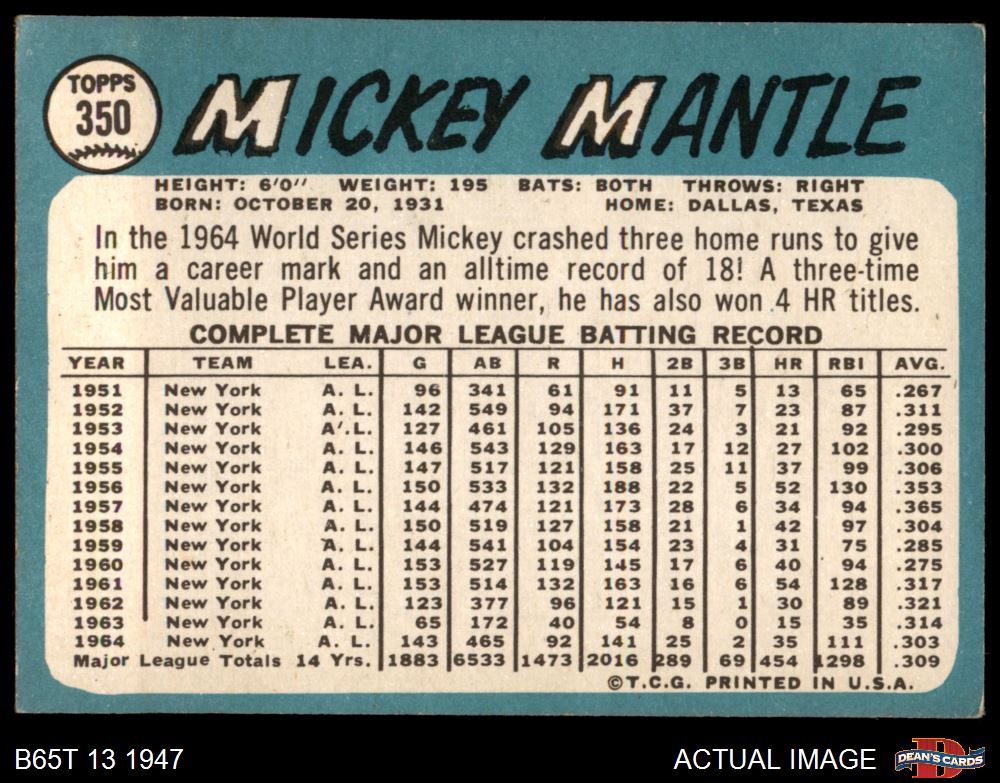 TOPPS
350
MICKEY MANTLE
HEIGHT: 6'0" WEIGHT: 195 BATS: BOTH THROWS: RIGHT
BORN: OCTOBER 20, 1931 HOME: DALLAS, TEXAS
In the 1964 World Series Mickey crashed three home runs to give
him a career mark and an alltime record of 18! A three-time
Most Valuable Player Award winner, he has also won 4 HR titles.
COMPLETE MAJOR LEAGUE BATTING RECORD
YEAR TEAM LEA. G AB R H 2B 3B HR RBI AVG.
1951 New York A. L. 96 341 61 91 11 5 13 65 .267
1952 New York A. L. 142 549 94 171 37 7 23 87 .311
1953 New York A. L. 127 461 105 136 24 3 21 92 .295
1954 New York A. L. 146 543 129 163 17 12 27 102 .300
1955 New York A. L. 147 517 121 158 25 11 37 99 .306
1956 New York A. L. 150 533 132 188 22 5 52 130 .353
1957 New York A. L. 144 474 121 173 28 6 34 94 .365
1958 New York A. L. 150 519 127 158 21 1 42 97 .304
1959 New York A. L. 144 541 104 154 23 4 31 75 .285
1960 New York A. L. 153 527 119 145 17 6 40 94 .275
1961 New York A. L. 153 514 132 163 16 6 54 128 .317
1962 New York A. L. 123 377 96 121 15 1 30 89 .321
1963 New York A. L. 65 172 40 54 8 0 15 35 .314
1964 New York A. L. 143 465 92 141 25 2 35 111 .303
Major League Totals 14 Yrs. 1883 6533 1473 2016 289 69 454 1298 .309
©T.C.G. PRINTED IN U.S.A.
B65T 13 1947 ACTUAL IMAGE
D
DEAN'S CARDS